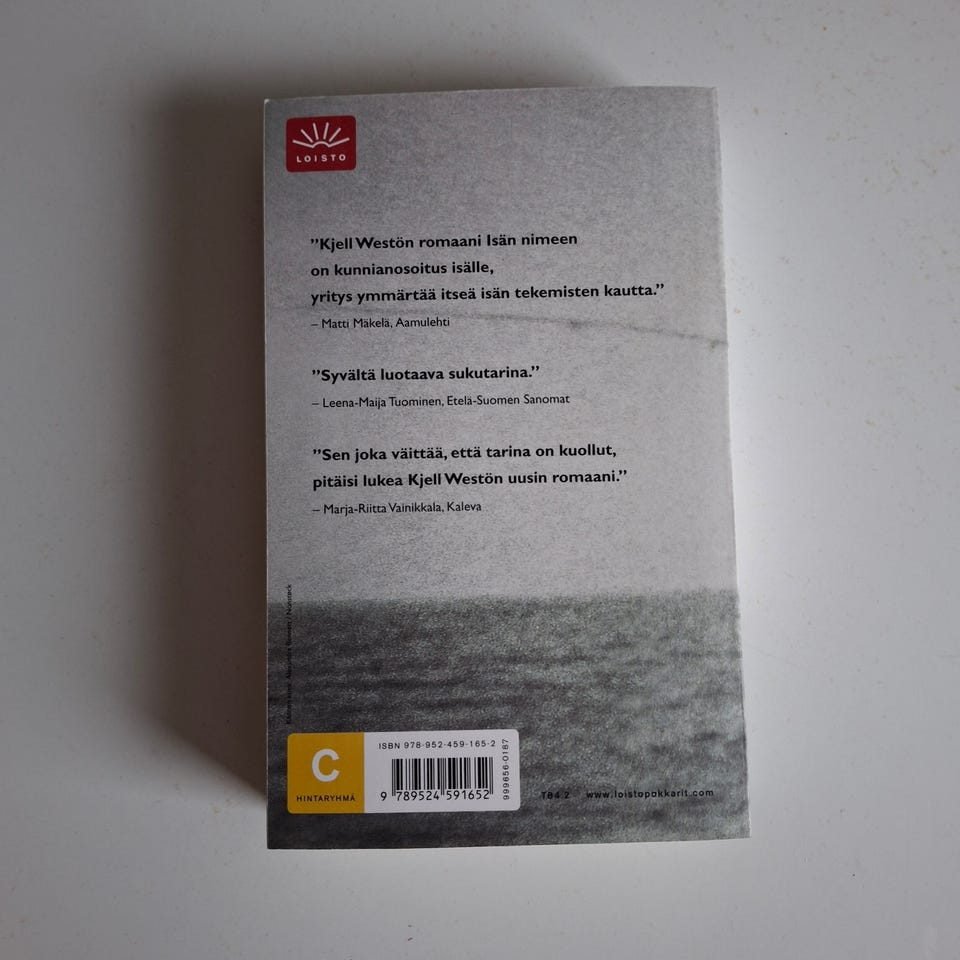 LOISTO
”Kjell Westön romaani Isän nimeen
on kunnianosoitus isälle,
yritys ymmärtää itseä isän tekemisten kautta.”
– Matti Mäkelä, Aamulehti
”Syvältä luotaava sukutarina.”
– Leena-Maija Tuominen, Etelä-Suomen Sanomat
”Sen joka väittää, että tarina on kuollut,
pitäisi lukea Kjell Westön uusin romaani.”
– Marja-Riitta Vainikkala, Kaleva
/ Nonstock
C
HINTARYHMÄ
ISBN 978-952-459-165-2
9 789524 591652
999656-0187
T84.2 www.loistopokkarit.com